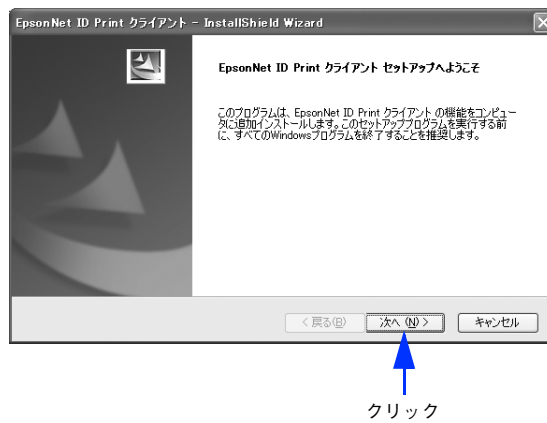 EpsonNet ID Print クライアント - InstallShield Wizard
EpsonNet ID Print クライアント セットアップへようこそ
このプログラムは、EpsonNet ID Print クライアント の機能をコンピュー
タに追加インストールします。このセットアッププログラムを実行する前
に、すべてのWindowsプログラムを終了することを推奨します。
< 戻る(B)
次へ (N) >
キャンセル
クリック